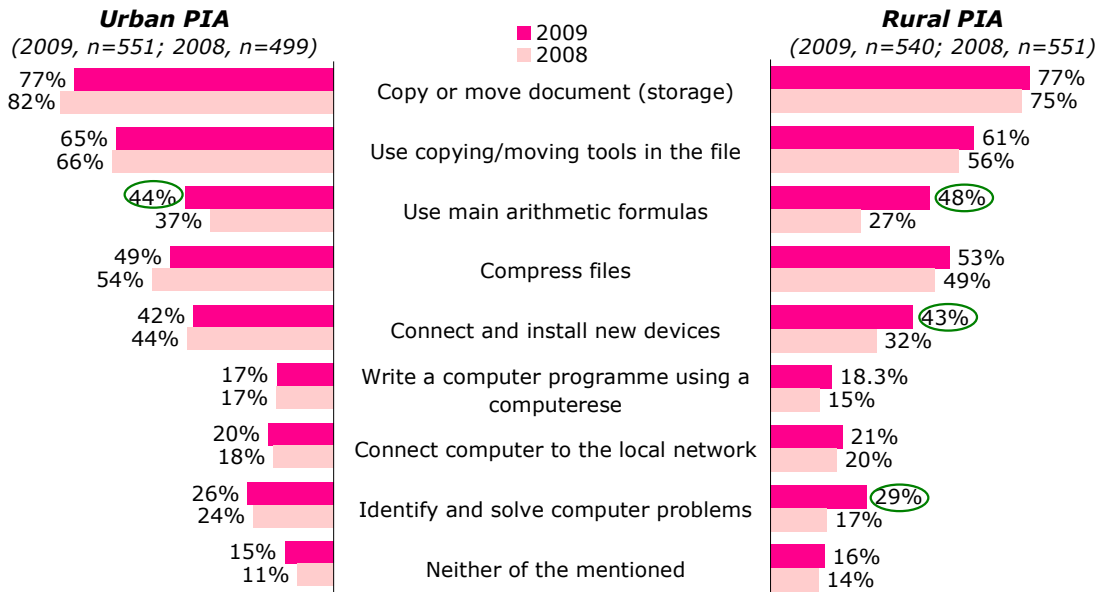 Urban PIA
(2009, n=551; 2008, n=499)
2009
2008
Rural PIA
(2009, n=540; 2008, n=551)
77%
82%
Copy or move document (storage)
77%
75%
65%
66%
Use copying/moving tools in the file
61%
56%
44%
37%
Use main arithmetic formulas
48%
27%
49%
54%
Compress files
53%
49%
42%
44%
Connect and install new devices
43%
32%
17%
17%
Write a computer programme using a
computerese
18.3%
15%
20%
18%
Connect computer to the local network
21%
20%
26%
24%
Identify and solve computer problems
29%
17%
15%
11%
Neither of the mentioned
16%
14%